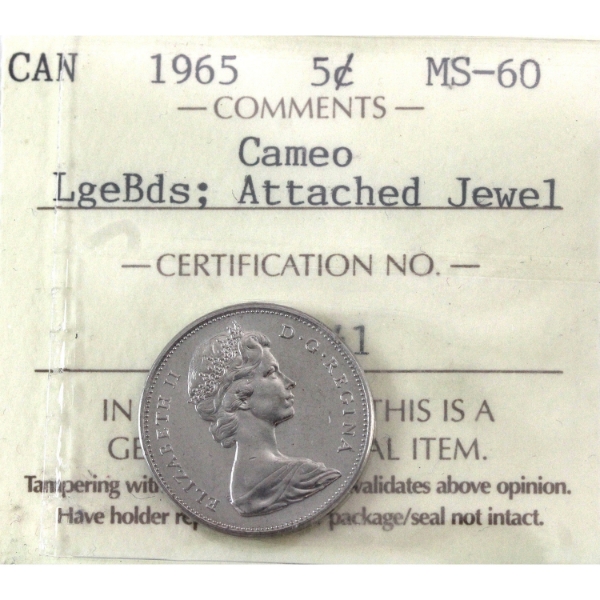 CAN 1965 5¢ MS-60
— COMMENTS —
Cameo
LgeBds; Attached Jewel
— CERTIFICATION NO. —
1
IN THIS IS A
GE AL ITEM.
Tampering with validates above opinion.
Have holder package/seal not intact.
ELIZABETH II D·G·REGINA